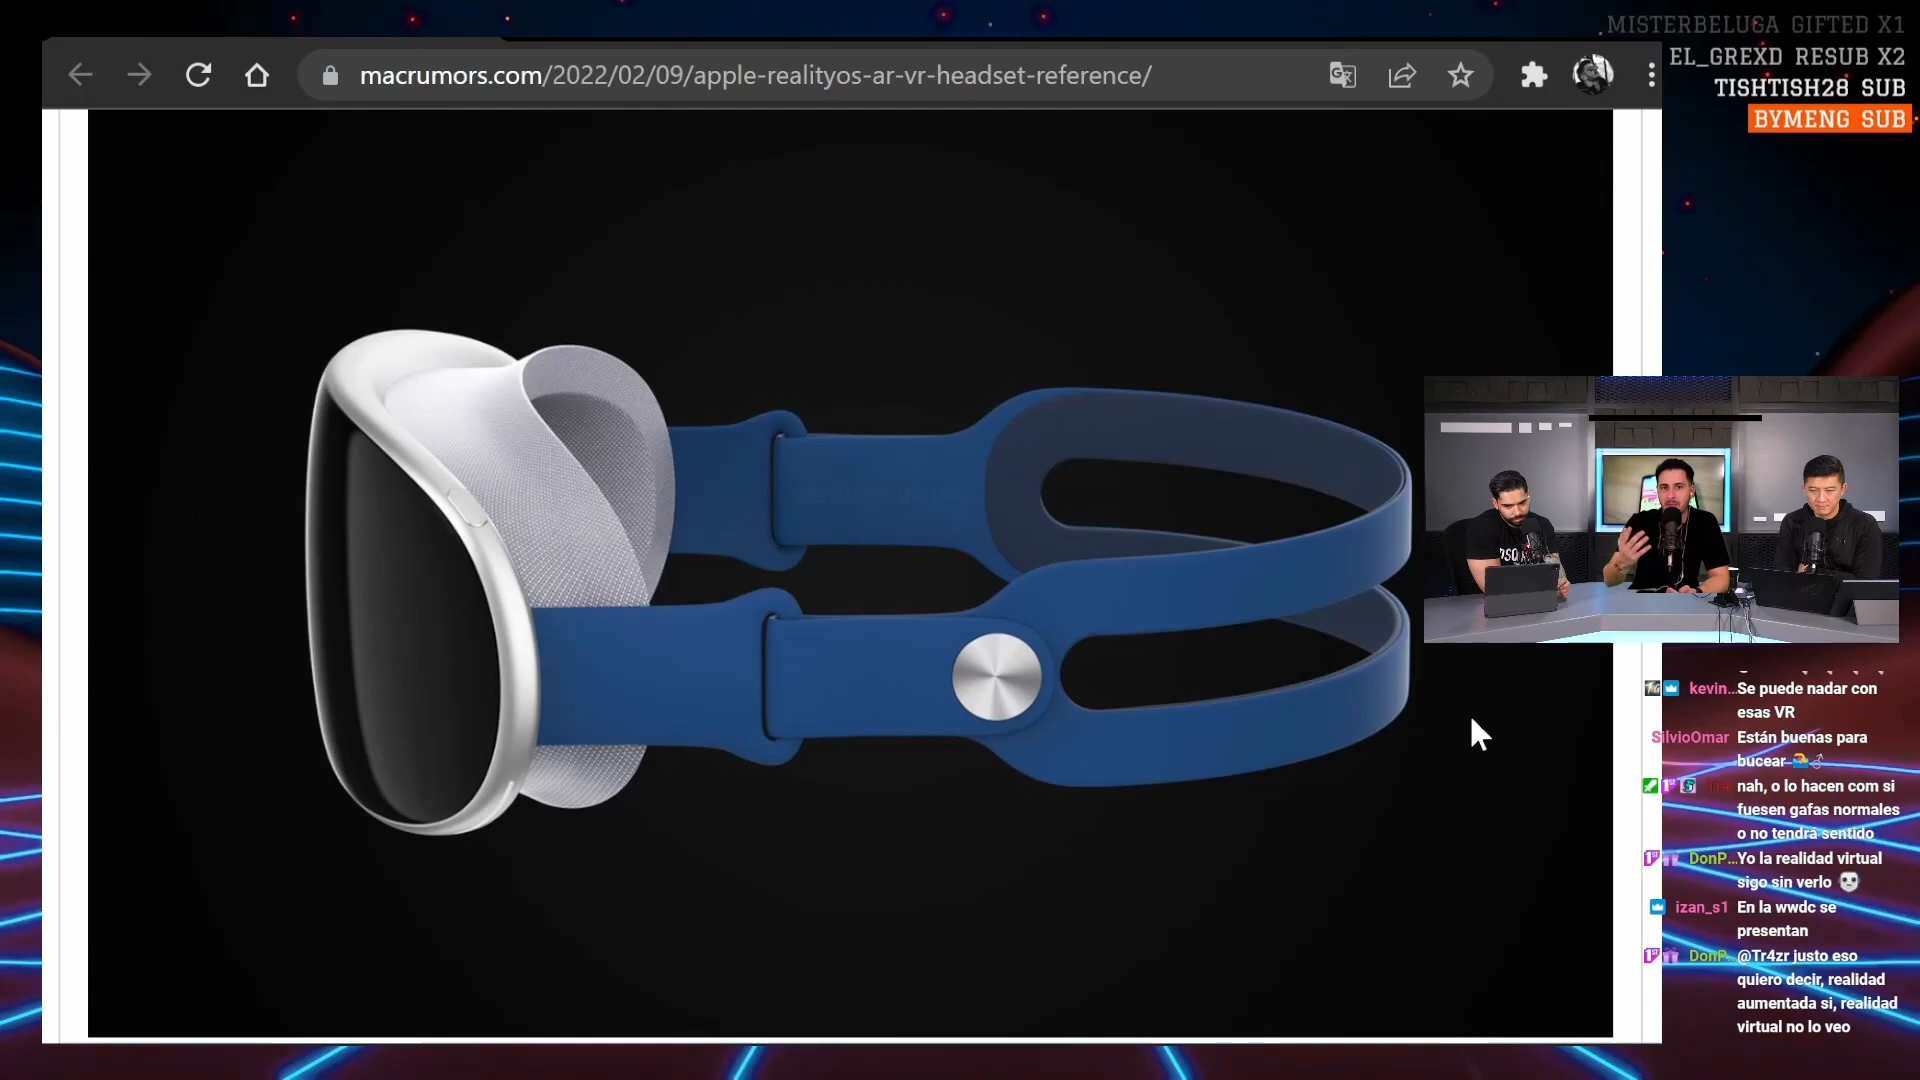 MISTERBELUGA GIFTED X1
macrumors.com/2022/02/09/apple-realityos-ar-vr-headset-reference/
EL_GREXD RESUB X2
TISHTISH28 SUB
BYMENG SUB
kevin... Se puede nadar con
esas VR
SilvioOmar Están buenas para
bucear
nah, o lo hacen com si
fuesen gafas normales
o no tendrá sentido
DonP... Yo la realidad virtual
sigo sin verlo
izan_s1 En la wwdc se
presentan
DonP... @Tr4zr justo eso
quiero decir, realidad
aumentada si, realidad
virtual no lo veo